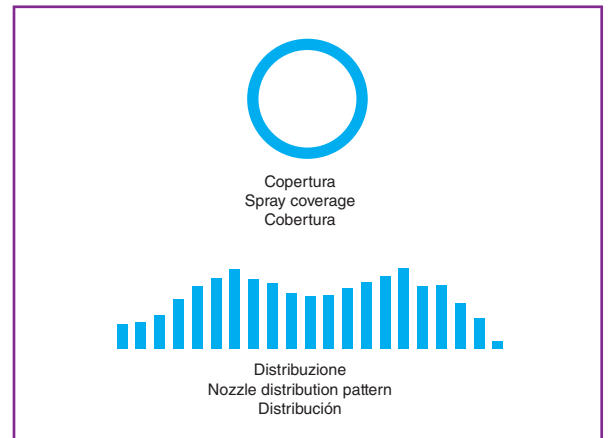 Copertura
Spray coverage
Cobertura
Distribuzione
Nozzle distribution pattern
Distribución